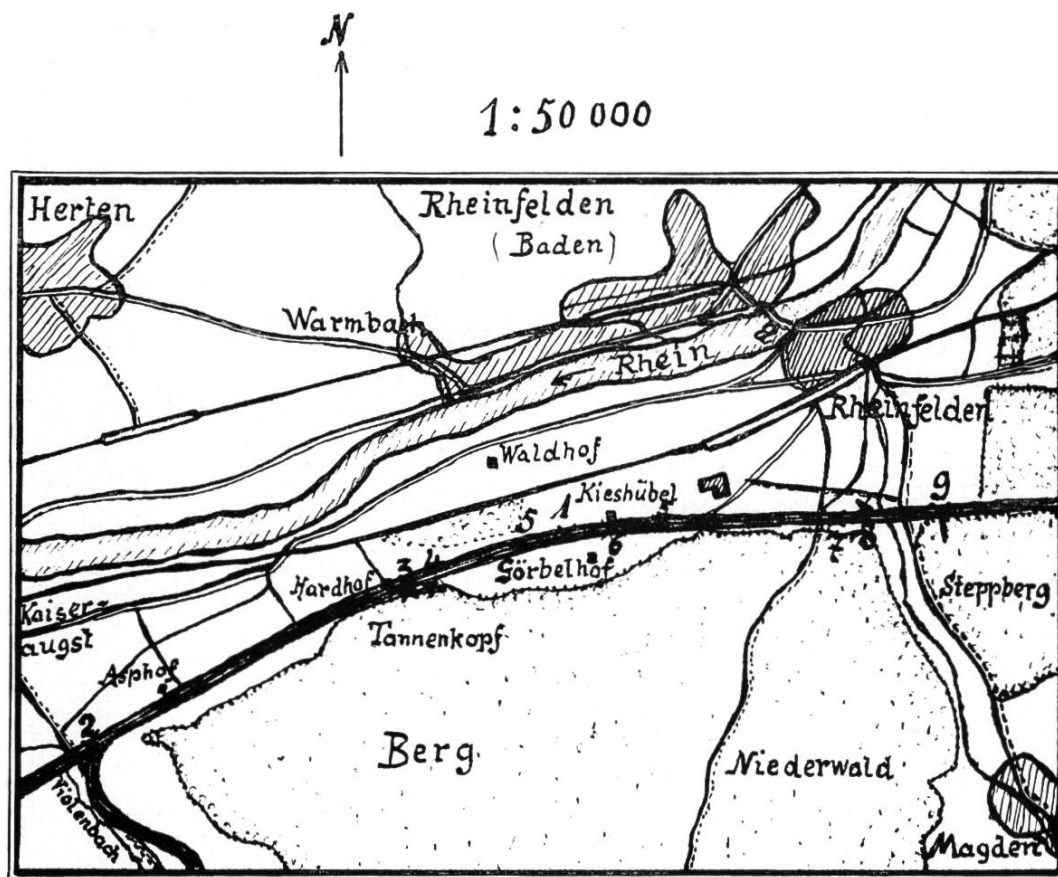 N
1:50 000
Herten
Rheinfelden
(Baden)
Warmbach
Rhein
Rheinfelden
Waldhof
Kieshübel
9
5 1
6
7 8
3 4
Görbelhof
Hardhof
Kaiser-
augst
Tannenkopf
Steppberg
Asphof
2
Berg
Niederwald
Violenbach
Magden